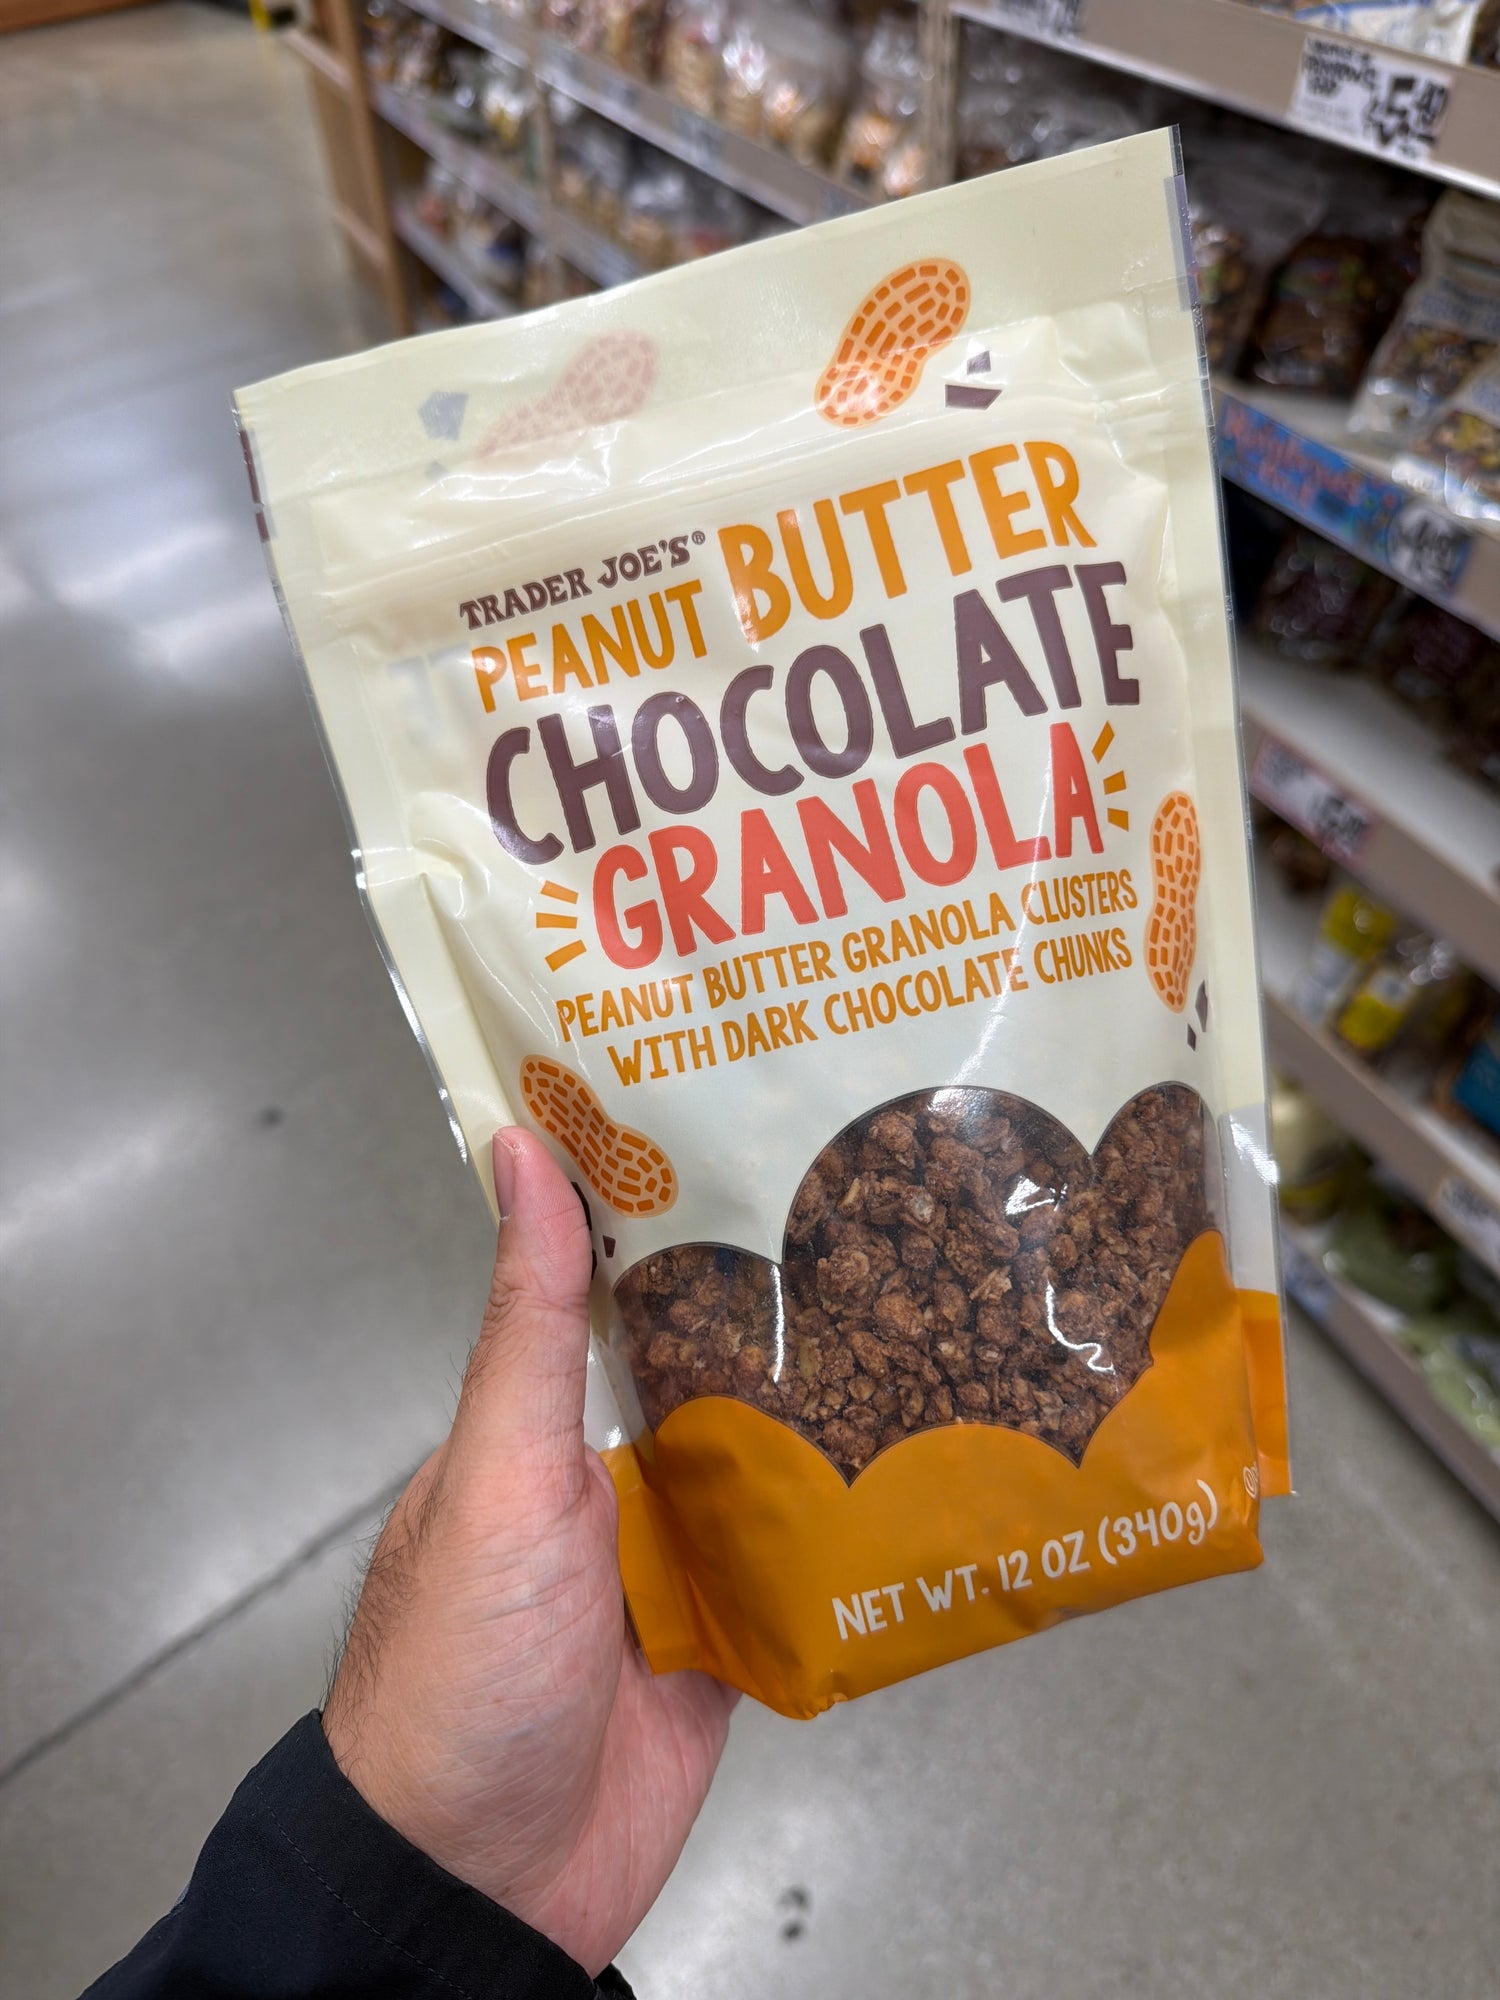 TRADER JOE'S®
PEANUT BUTTER
CHOCOLATE
GRANOLA
PEANUT BUTTER GRANOLA CLUSTERS
WITH DARK CHOCOLATE CHUNKS
NET WT. 12 OZ (340g)